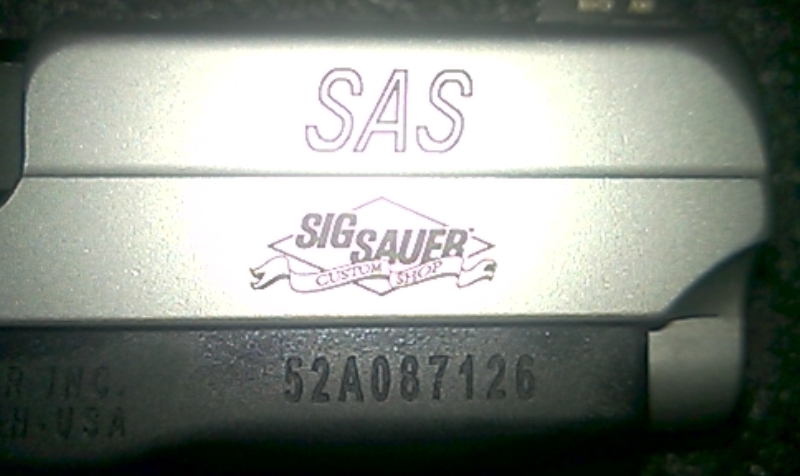 SAS
SIG SAUER
CUSTOM SHOP
R INC.
52A087126
H-USA